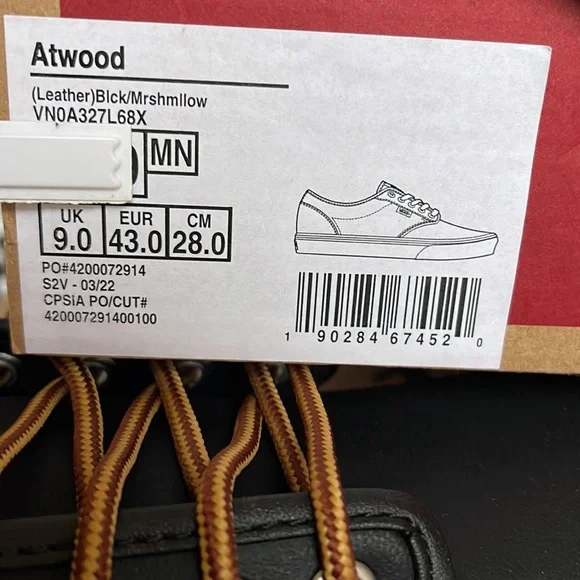 Atwood
(Leather)Blck/Mrshmllow
VN0A327L68X
MN
UK EUR CM
9.0 43.0 28.0
PO#4200072914
S2V - 03/22
CPSIA PO/CUT#
420007291400100
1 90284 67452 0